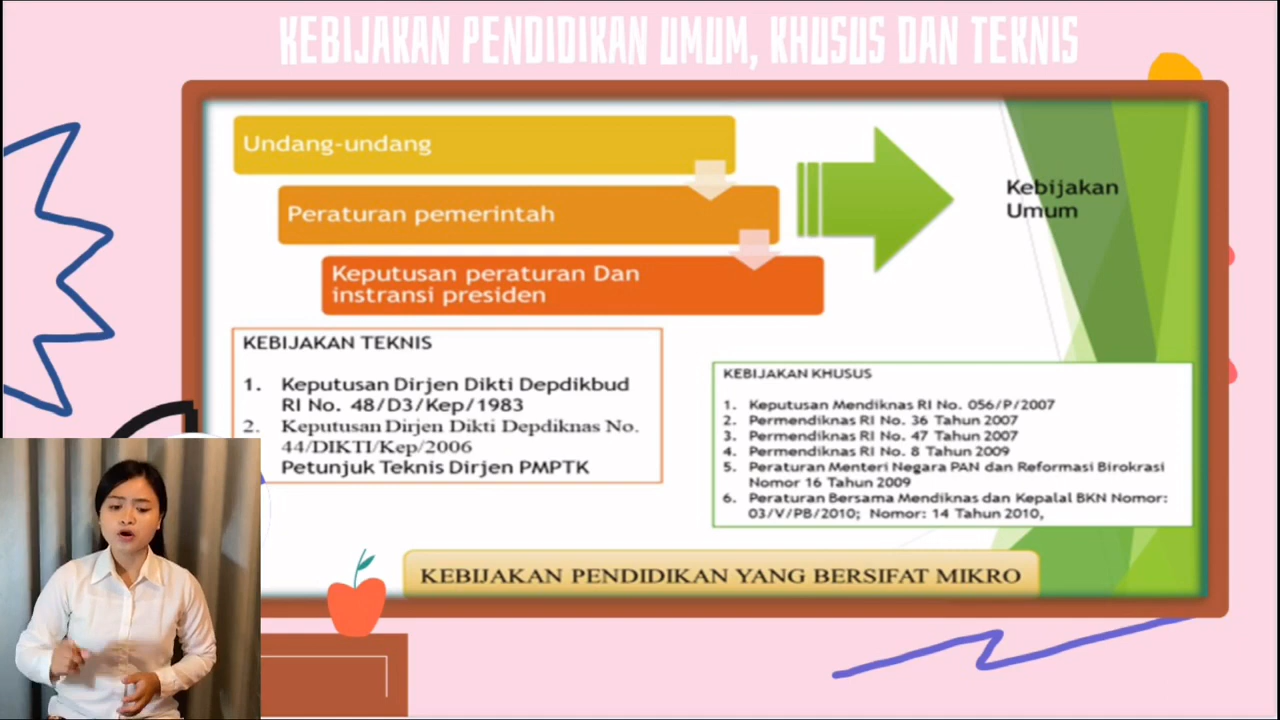 KEBIJAKAN PENDIDIKAN UMUM, KHUSUS DAN TEKNIS
Undang-undang
Peraturan pemerintah
Keputusan peraturan Dan
instransi presiden
Kebijakan
Umum
KEBIJAKAN TEKNIS
1. Keputusan Dirjen Dikti Depdikbud
RI No. 48/D3/Kep/1983
2. Keputusan Dirjen Dikti Depdiknas No.
44/DIKTI/Kep/2006
Petunjuk Teknis Dirjen PMPTK
KEBIJAKAN KHUSUS
1. Keputusan Mendiknas RI No. 056/P/2007
2. Permendiknas RI No. 36 Tahun 2007
3. Permendiknas RI No. 47 Tahun 2007
4. Permendiknas RI No. 8 Tahun 2009
5. Peraturan Menteri Negara PAN dan Reformasi Birokrasi
Nomor 16 Tahun 2009
6. Peraturan Bersama Mendiknas dan Kepalal BKN Nomor:
03/V/PB/2010; Nomor: 14 Tahun 2010,
KEBIJAKAN PENDIDIKAN YANG BERSIFAT MIKRO